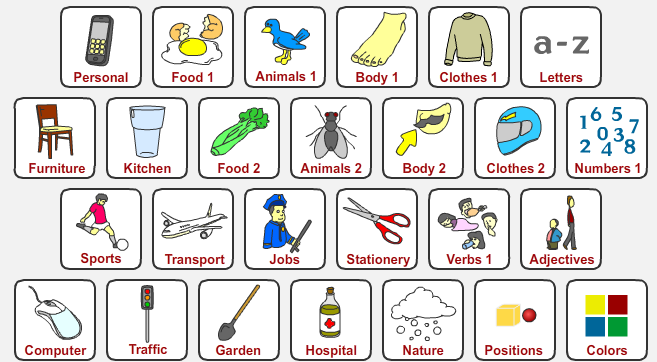 Personal
Food 1
Animals 1
Body 1
Clothes 1
a-z
Letters
Furniture
Kitchen
Food 2
Animals 2
Body 2
Clothes 2
1 6 5
0 3 7
2 4 8
Numbers 1
Sports
Transport
Jobs
Stationery
Verbs 1
Adjectives
Computer
Traffic
Garden
Hospital
Nature
Positions
Colors